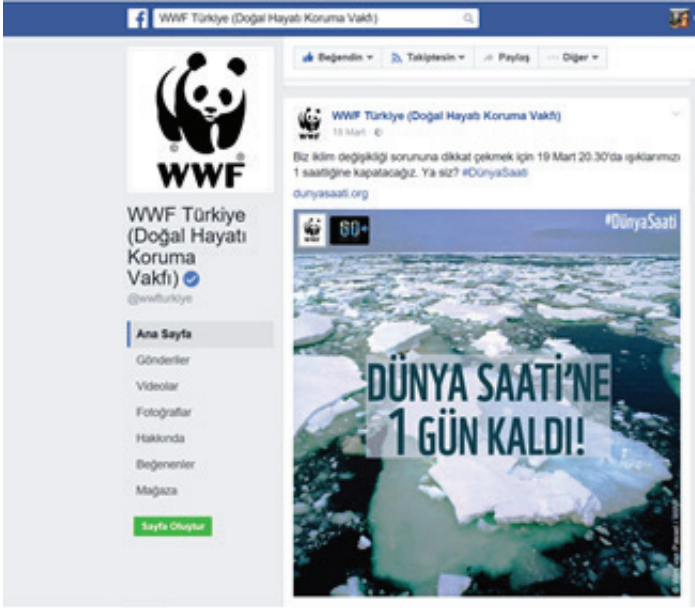 WWF Türkiye (Doğal Hayatı Koruma Vakfı)
Beğendin
Takiptesin
Paylaş
Diğer
WWF
WWF Türkiye
(Doğal Hayatı
Koruma
Vakfı)
@wwfturkiye
Ana Sayfa
Gönderiler
Videolar
Fotoğraflar
Hakkında
Beğenenler
Mağaza
Sayfa Oluştur
WWF Türkiye (Doğal Hayatı Koruma Vakfı)
18 Mart
Biz iklim değişikliği sorununa dikkat çekmek için 19 Mart 20.30'da ışıklarımızı
1 saatliğine kapatacağız. Ya siz? #DünyaSaati
dunyasaati.org
WWF
60+
#DünyaSaati
DÜNYA SAATİ'NE
1 GÜN KALDI!